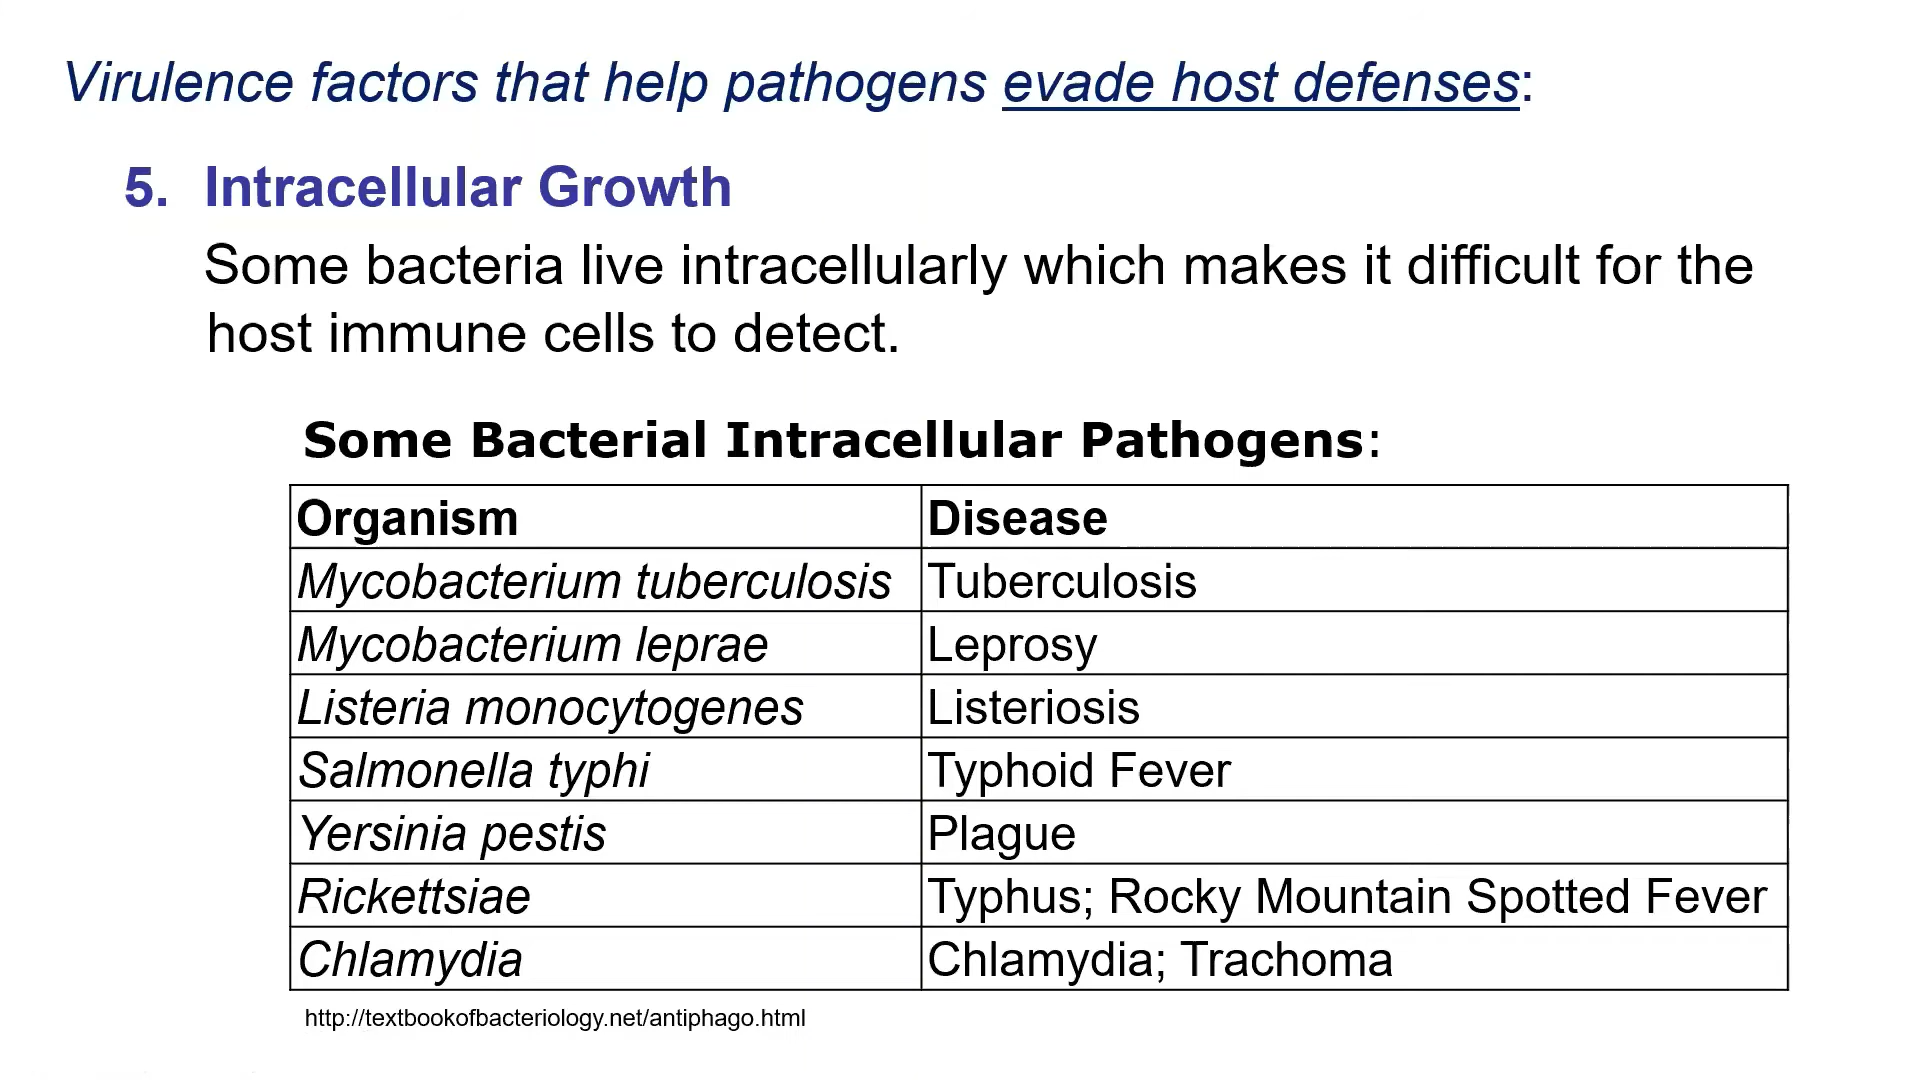 Virulence factors that help pathogens evade host defenses:
5. Intracellular Growth
Some bacteria live intracellularly which makes it difficult for the
host immune cells to detect.
Some Bacterial Intracellular Pathogens:
Organism Disease
Mycobacterium tuberculosis Tuberculosis
Mycobacterium leprae Leprosy
Listeria monocytogenes Listeriosis
Salmonella typhi Typhoid Fever
Yersinia pestis Plague
Rickettsiae Typhus; Rocky Mountain Spotted Fever
Chlamydia Chlamydia; Trachoma
http://textbookofbacteriology.net/antiphago.html